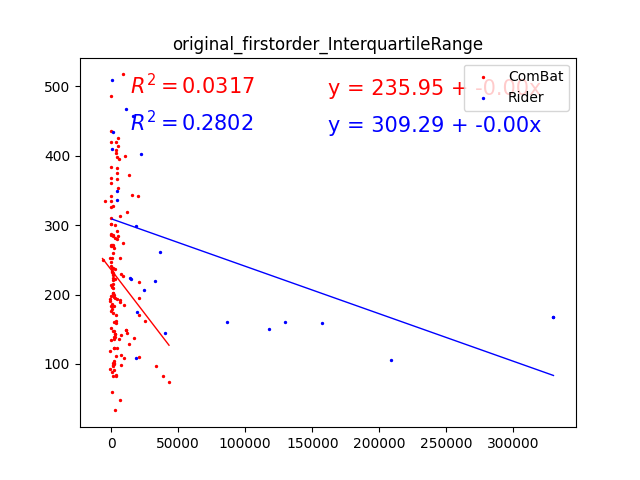 original_firstorder_InterquartileRange
R² = 0.0317
y = 235.95 + -0.00x
ComBat
Rider
R² = 0.2802
y = 309.29 + -0.00x
500
400
300
200
100
0 50000 100000 150000 200000 250000 300000